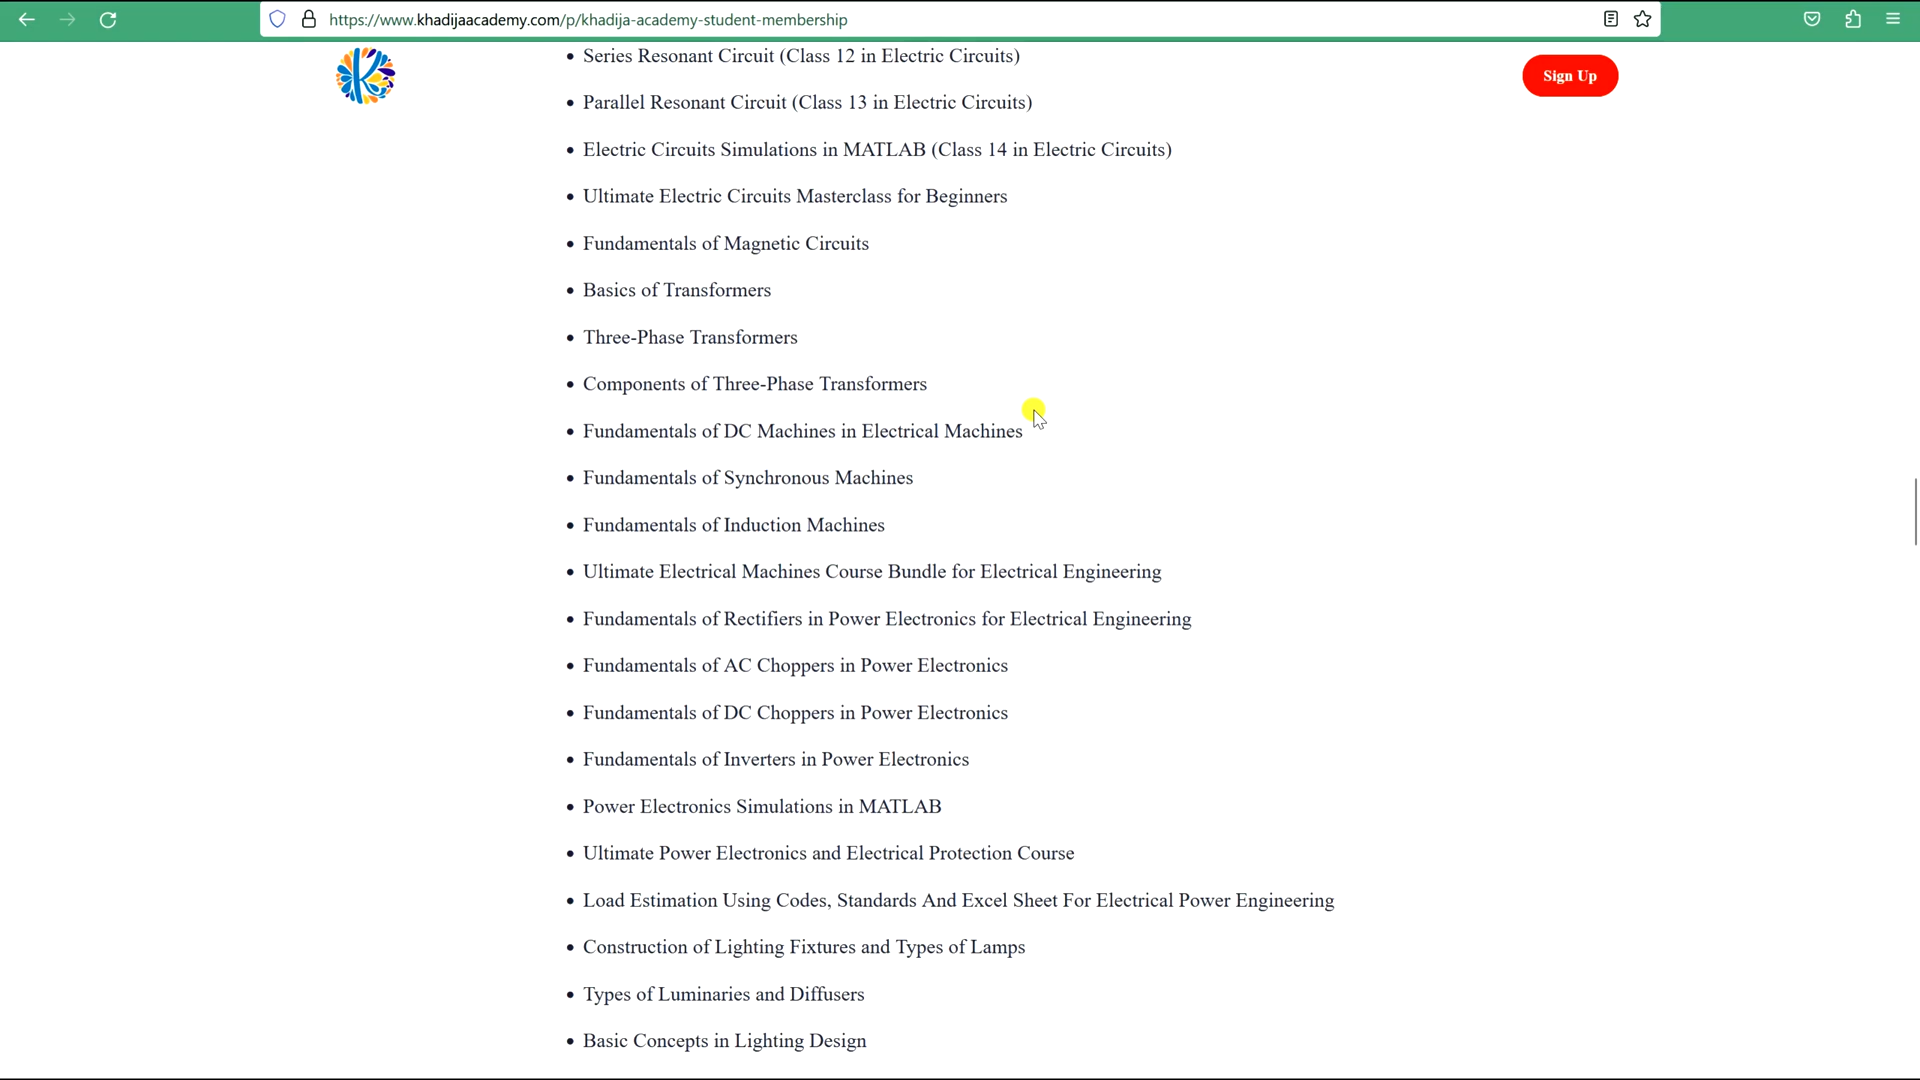 https://www.khadijaacademy.com/p/khadija-academy-student-membership
K
Sign Up
Series Resonant Circuit (Class 12 in Electric Circuits)
Parallel Resonant Circuit (Class 13 in Electric Circuits)
Electric Circuits Simulations in MATLAB (Class 14 in Electric Circuits)
Ultimate Electric Circuits Masterclass for Beginners
Fundamentals of Magnetic Circuits
Basics of Transformers
Three-Phase Transformers
Components of Three-Phase Transformers
Fundamentals of DC Machines in Electrical Machines
Fundamentals of Synchronous Machines
Fundamentals of Induction Machines
Ultimate Electrical Machines Course Bundle for Electrical Engineering
Fundamentals of Rectifiers in Power Electronics for Electrical Engineering
Fundamentals of AC Choppers in Power Electronics
Fundamentals of DC Choppers in Power Electronics
Fundamentals of Inverters in Power Electronics
Power Electronics Simulations in MATLAB
Ultimate Power Electronics and Electrical Protection Course
Load Estimation Using Codes, Standards And Excel Sheet For Electrical Power Engineering
Construction of Lighting Fixtures and Types of Lamps
Types of Luminaries and Diffusers
Basic Concepts in Lighting Design